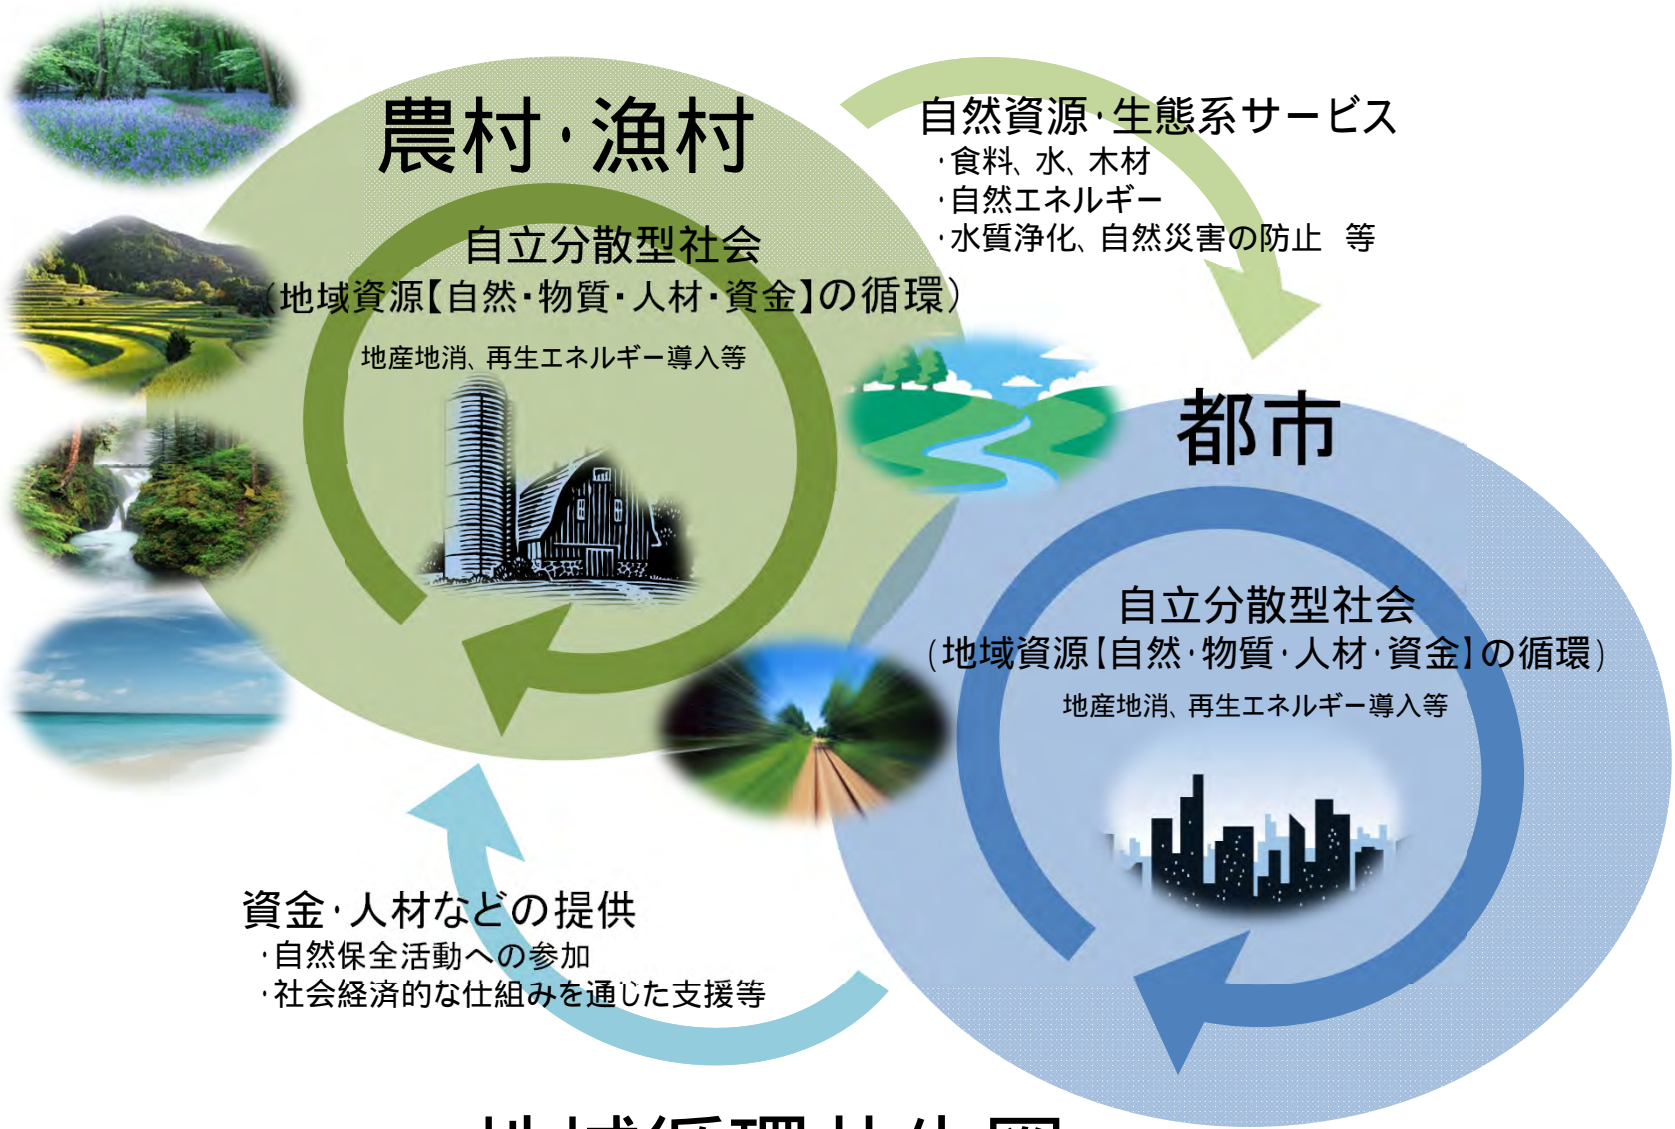 農村・漁村
自立分散型社会
(地域資源【自然・物質・人材・資金】の循環)
地産地消、再生エネルギー導入等
自然資源・生態系サービス
・食料、水、木材
・自然エネルギー
・水質浄化、自然災害の防止 等
都市
自立分散型社会
(地域資源【自然・物質・人材・資金】の循環)
地産地消、再生エネルギー導入等
資金・人材などの提供
・自然保全活動への参加
・社会経済的な仕組みを通じた支援等
地域循環共生圏